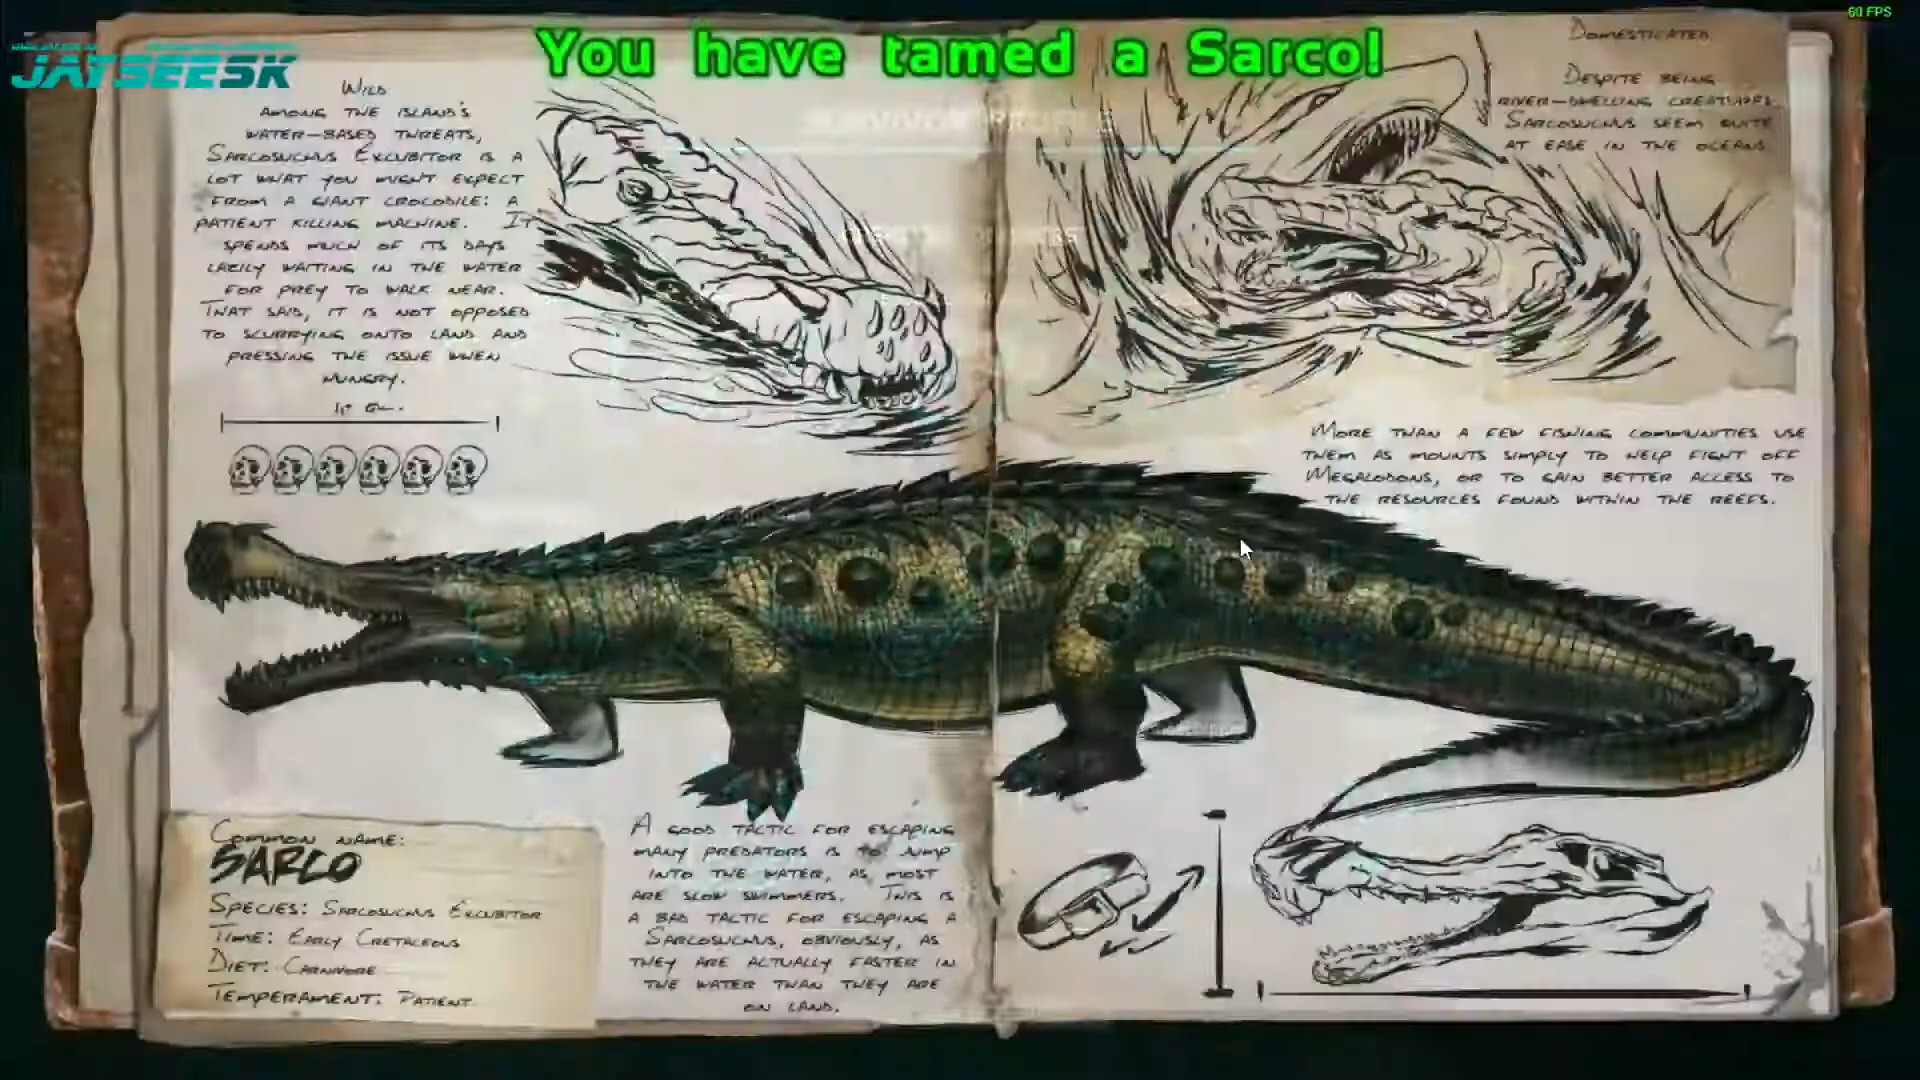 60 FPS
JAYSEESK
You have tamed a Sarco!
Wild
Among the island's
water-based threats,
Sarcosuchus Excubitor is a
lot what you might expect
from a giant crocodile: a
patient killing machine. It
spends much of its days
lazily waiting in the water
for prey to walk near.
That said, it is not opposed
to scurrying onto land and
pressing the issue when
hungry.
Domesticated
Despite being
river-dwelling creatures,
Sarcosuchus seem quite
at ease in the oceans.
More than a few fishing communities use
them as mounts simply to help fight off
Megalodons, or to gain better access to
the resources found within the reefs.
Common name:
Sarco
Species: Sarcosuchus Excubitor
Time: Early Cretaceous
Diet: Carnivore
Temperament: Patient
A good tactic for escaping
many predators is to jump
into the water, as most
are slow swimmers. This is
a bad tactic for escaping a
Sarcosuchus, obviously, as
they are actually faster in
the water than they are
on land.